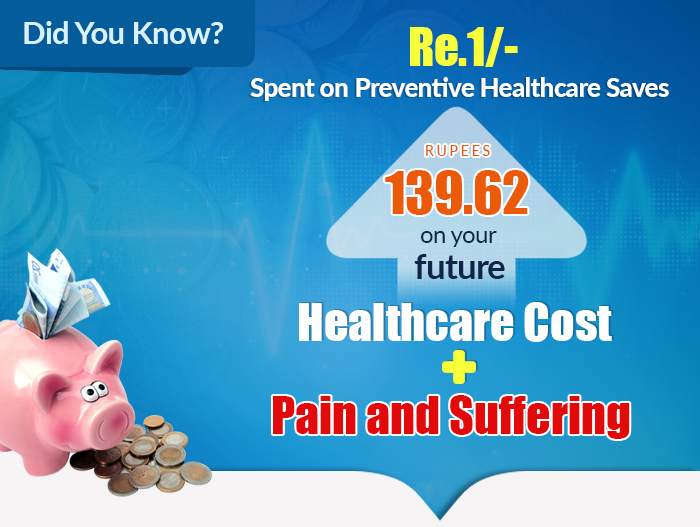 Did You Know?
Re.1/-
Spent on Preventive Healthcare Saves
RUPEES
139.62
on your
future
Healthcare Cost
+
Pain and Suffering